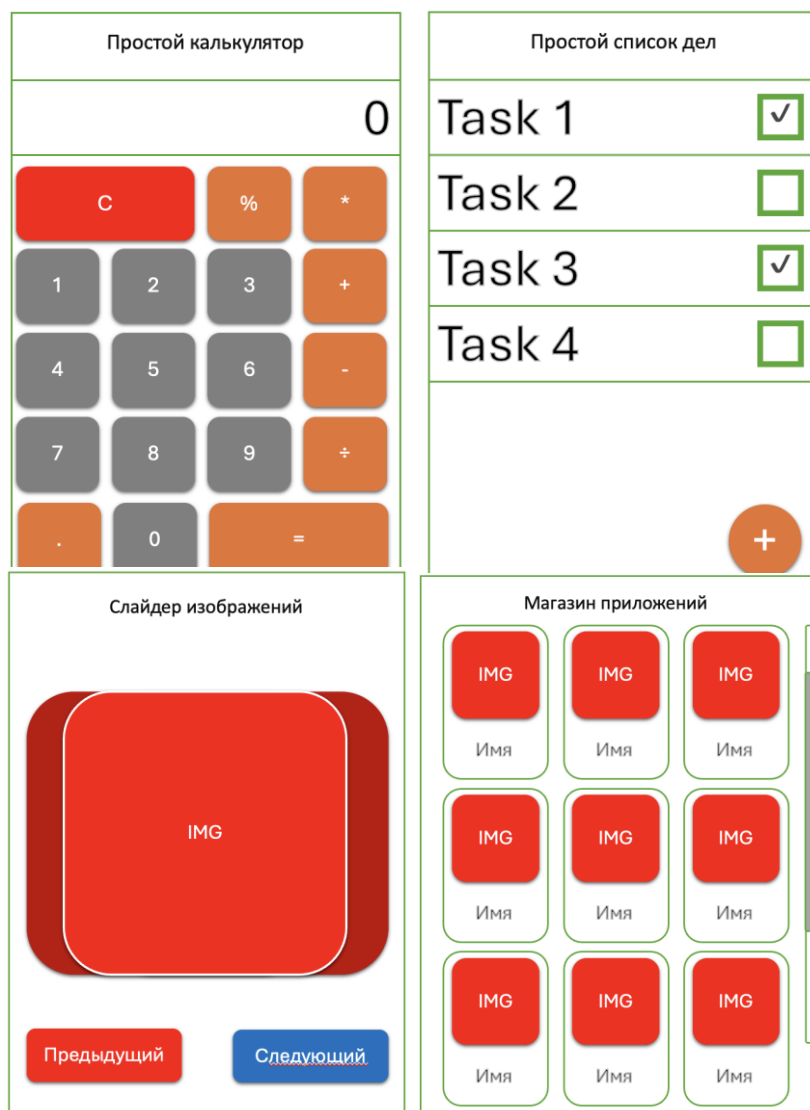 Простой калькулятор
0
C % *
1 2 3 +
4 5 6 -
7 8 9 ÷
. 0 =
Простой список дел
Task 1 ✓
Task 2
Task 3 ✓
Task 4
+
Слайдер изображений
IMG
Предыдущий Следующий
Магазин приложений
IMG IMG IMG
Имя Имя Имя
IMG IMG IMG
Имя Имя Имя
IMG IMG IMG
Имя Имя Имя